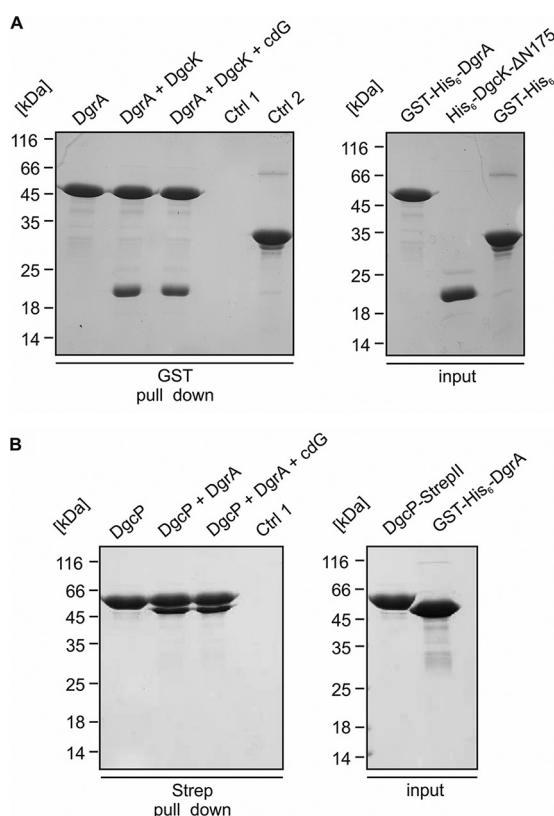 A
[kDa]
DgrA
DgrA + DgcK
DgrA + DgcK + cdG
Ctrl 1
Ctrl 2
116
66
45
35
25
18
14
GST
pull down
[kDa]
GST-His₆-DgrA
His₆-DgcK-ΔN175
GST-His₆
116
66
45
35
25
18
14
input
B
[kDa]
DgcP
DgcP + DgrA
DgcP + DgrA + cdG
Ctrl 1
116
66
45
35
25
18
14
Strep
pull down
[kDa]
DgcP-StrepII
GST-His₆-DgrA
116
66
45
35
25
18
14
input